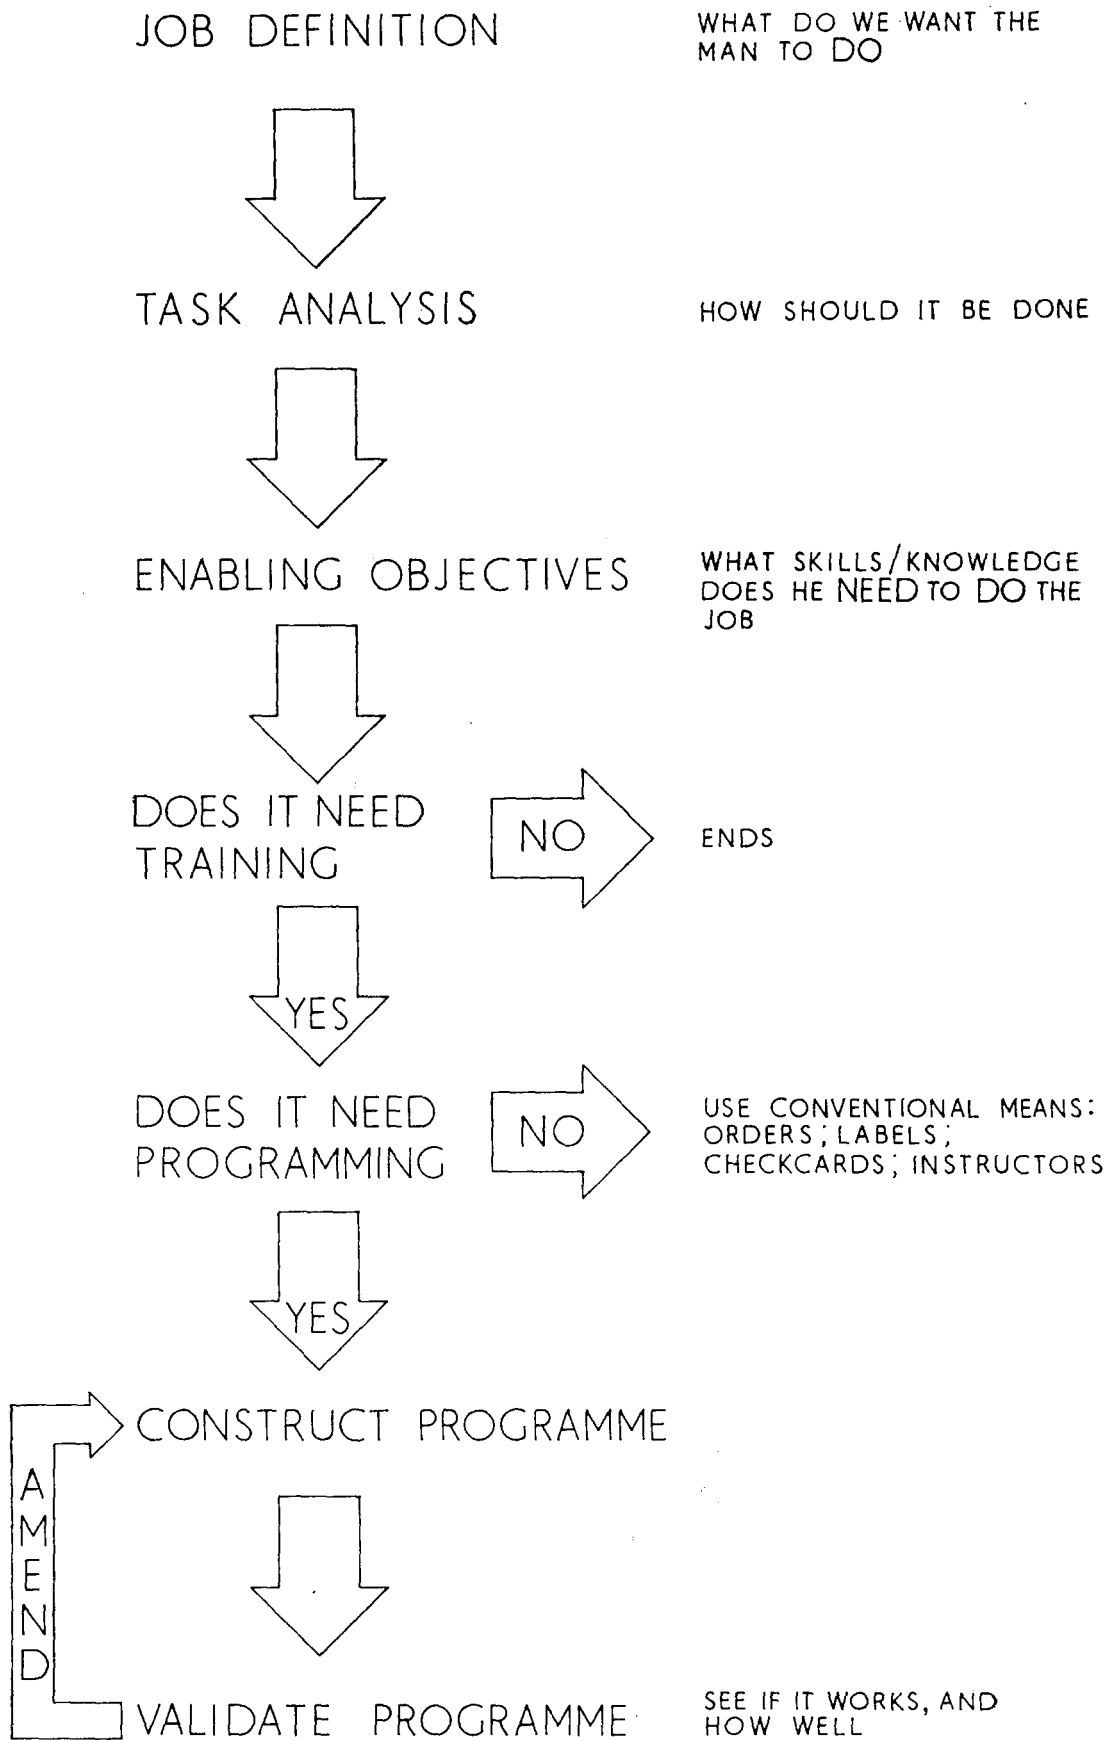 JOB DEFINITION
WHAT DO WE WANT THE
MAN TO DO
TASK ANALYSIS
HOW SHOULD IT BE DONE
ENABLING OBJECTIVES
WHAT SKILLS/KNOWLEDGE
DOES HE NEED TO DO THE
JOB
DOES IT NEED
TRAINING
NO
ENDS
YES
DOES IT NEED
PROGRAMMING
NO
USE CONVENTIONAL MEANS:
ORDERS; LABELS;
CHECKCARDS; INSTRUCTORS
YES
CONSTRUCT PROGRAMME
AMEND
VALIDATE PROGRAMME
SEE IF IT WORKS, AND
HOW WELL